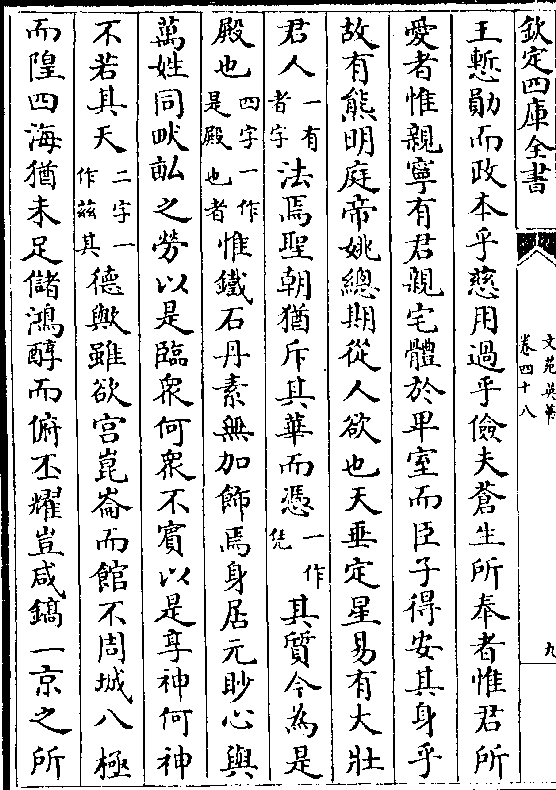 欽定四庫全書
文苑英華
卷四十八
九
王慙勛而政本乎慈用過乎儉夫蒼生所奉者惟君所
愛者惟親寧有君親宅體於卑室而臣子得安其身乎
故有熊明庭帝姚總期從人欲也天垂定星易有大壯
君人一有者字法焉聖朝猶斥其華而憑一作凭其質今為是
殿也四字一作是殿也者惟鐵石丹素無加飾焉身居元眇心與
萬姓同畎畝之勞以是臨衆何衆不賓以是享神何神
不若其天二字一作兹其德歟雖欲宫崑崙而館不周城八極
而隍四海猶未足儲鴻醇而俯丕耀豈咸鎬一京之所